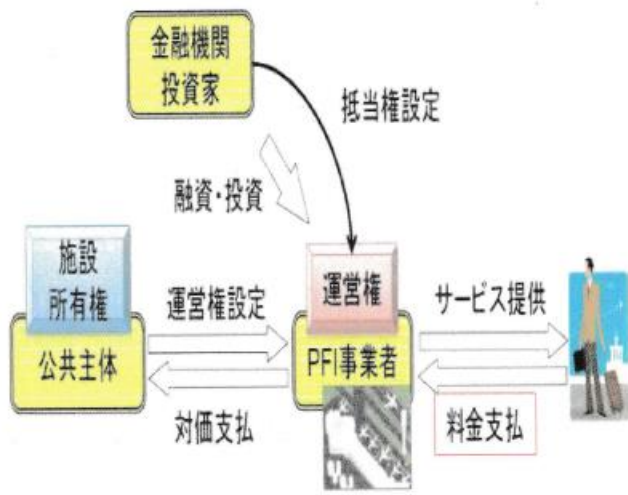 金融機関
投資家
抵当権設定
融資・投資
施設
所有権
運営権設定
運営権
サービス提供
公共主体
PFI事業者
対価支払
料金支払